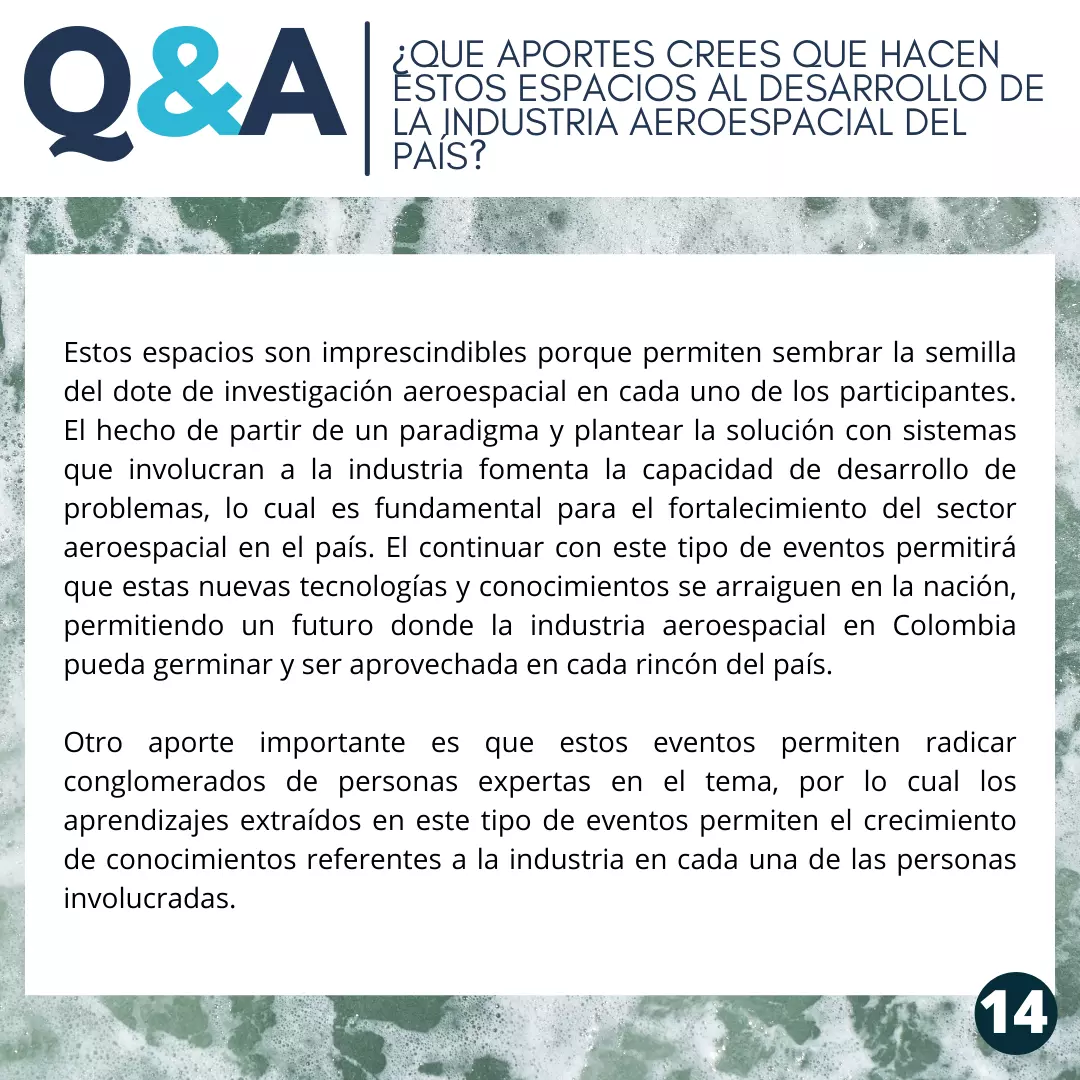 Q&A
¿QUE APORTES CREES QUE HACEN
ESTOS ESPACIOS AL DESARROLLO DE
LA INDUSTRIA AEROESPACIAL DEL
PAÍS?
Estos espacios son imprescindibles porque permiten sembrar la semilla
del dote de investigación aeroespacial en cada uno de los participantes.
El hecho de partir de un paradigma y plantear la solución con sistemas
que involucran a la industria fomenta la capacidad de desarrollo de
problemas, lo cual es fundamental para el fortalecimiento del sector
aeroespacial en el país. El continuar con este tipo de eventos permitirá
que estas nuevas tecnologías y conocimientos se arraiguen en la nación,
permitiendo un futuro donde la industria aeroespacial en Colombia
pueda germinar y ser aprovechada en cada rincón del país.
Otro aporte importante es que estos eventos permiten radicar
conglomerados de personas expertas en el tema, por lo cual los
aprendizajes extraídos en este tipo de eventos permiten el crecimiento
de conocimientos referentes a la industria en cada una de las personas
involucradas.
14